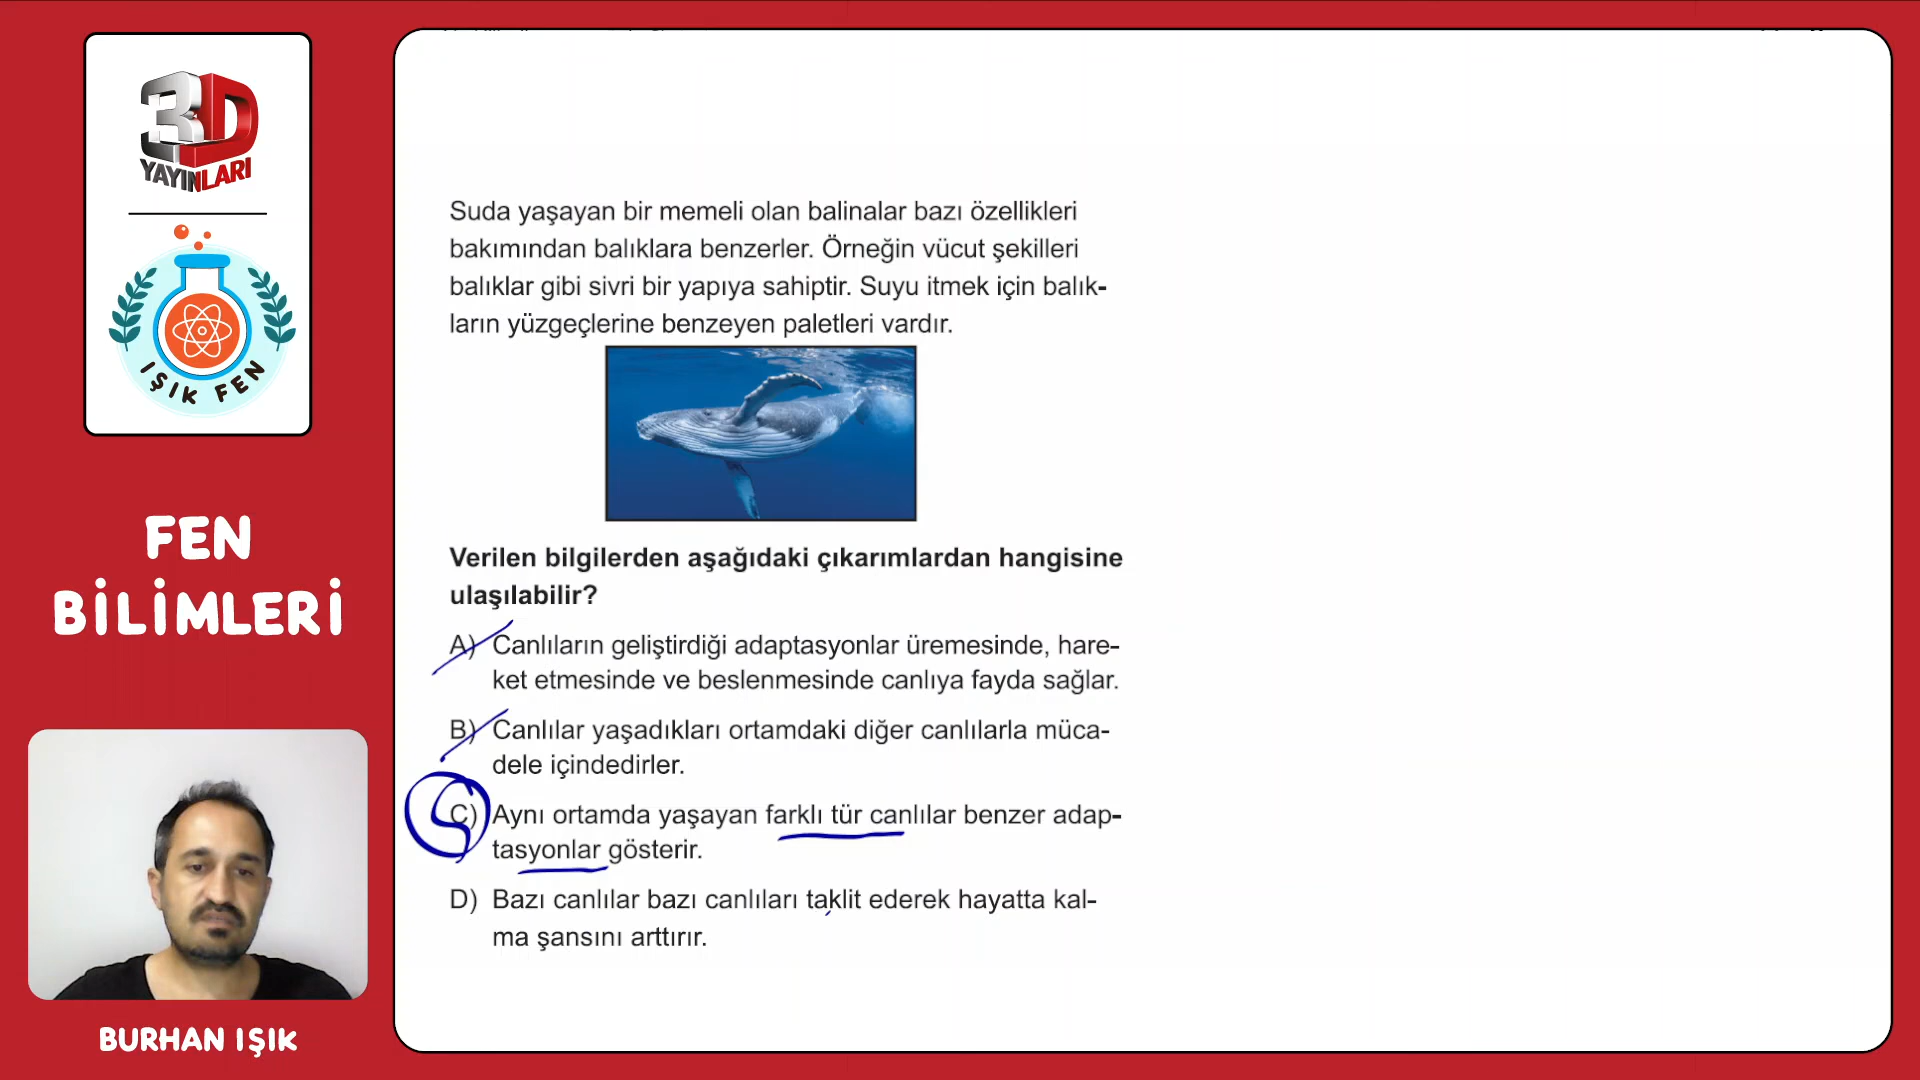 3D
YAYINLARI
IŞIK FEN
FEN
BİLİMLERİ
BURHAN IŞIK
Suda yaşayan bir memeli olan balinalar bazı özellikleri
bakımından balıklara benzerler. Örneğin vücut şekilleri
balıklar gibi sivri bir yapıya sahiptir. Suyu itmek için balık-
ların yüzgeçlerine benzeyen paletleri vardır.
Verilen bilgilerden aşağıdaki çıkarımlardan hangisine
ulaşılabilir?
A) Canlıların geliştirdiği adaptasyonlar üremesinde, hare-
ket etmesinde ve beslenmesinde canlıya fayda sağlar.
B) Canlılar yaşadıkları ortamdaki diğer canlılarla müca-
dele içindedirler.
C) Aynı ortamda yaşayan farklı tür canlılar benzer adap-
tasyonlar gösterir.
D) Bazı canlılar bazı canlıları taklit ederek hayatta kal-
ma şansını arttırır.